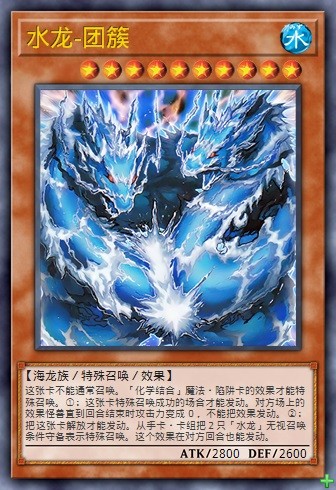 水龙-团簇
水
【海龙族/特殊召唤/效果】
这张卡不能通常召唤。「化学结合」魔法·陷阱卡的效果才能特
殊召唤。①：这张卡特殊召唤成功的场合才能发动。对方场上的
效果怪兽直到回合结束时攻击力变成0，不能把效果发动。②：
把这张卡解放才能发动。从手卡·卡组把2只「水龙」无视召唤
条件守备表示特殊召唤。这个效果在对方回合也能发动。
ATK/2800 DEF/2600